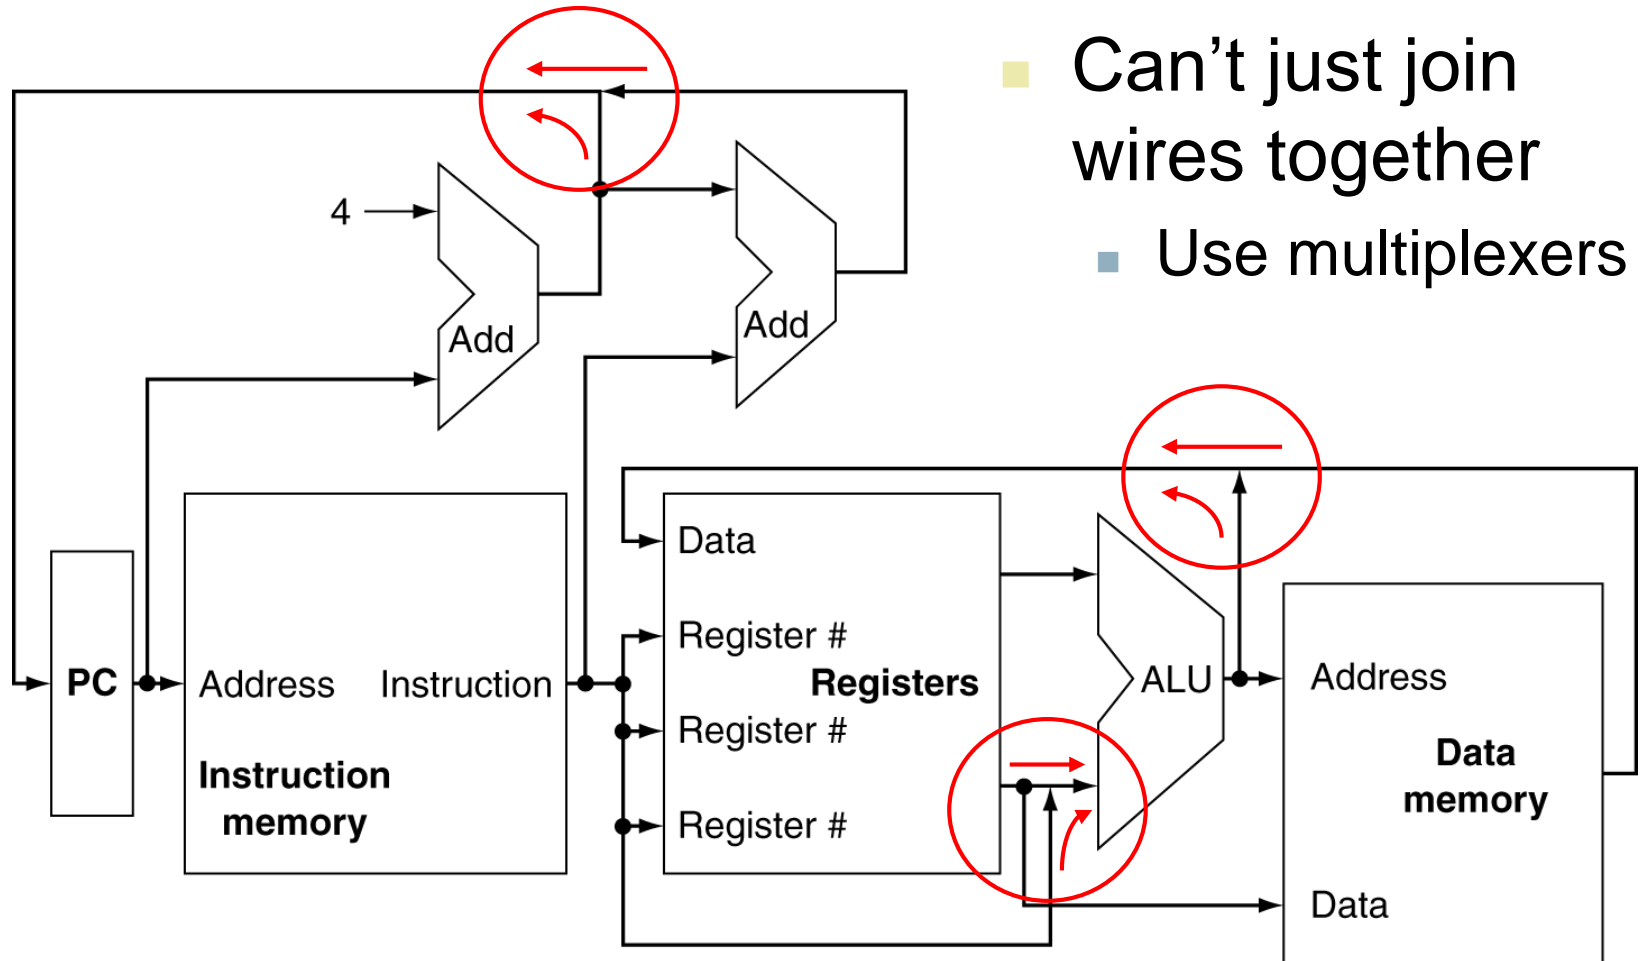 Can't just join
wires together
Use multiplexers
4
Add
Add
PC
Address
Instruction
Instruction
memory
Data
Register #
Registers
Register #
Register #
ALU
Address
Data
memory
Data